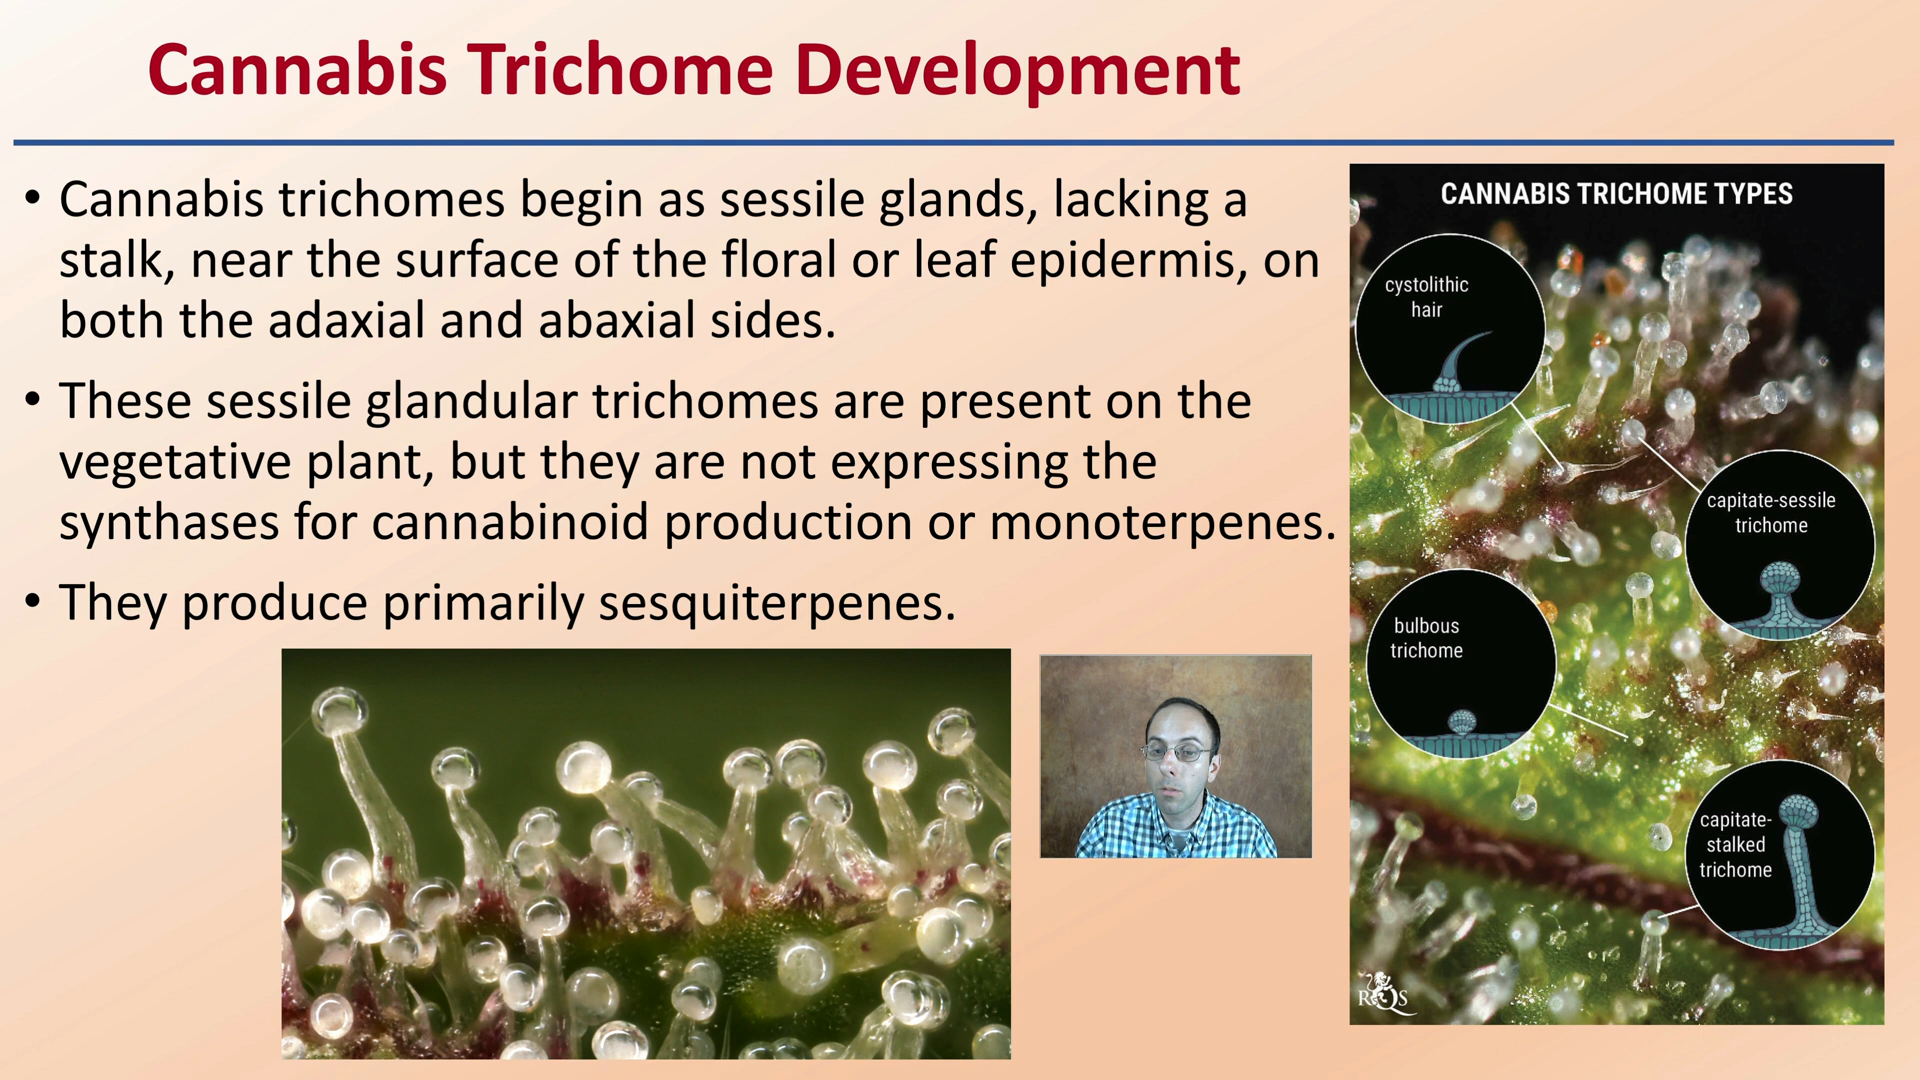 Cannabis Trichome Development
• Cannabis trichomes begin as sessile glands, lacking a
stalk, near the surface of the floral or leaf epidermis, on
both the adaxial and abaxial sides.
• These sessile glandular trichomes are present on the
vegetative plant, but they are not expressing the
synthases for cannabinoid production or monoterpenes.
• They produce primarily sesquiterpenes.
CANNABIS TRICHOME TYPES
cystolithic
hair
capitate-sessile
trichome
bulbous
trichome
capitate-
stalked
trichome
RQS